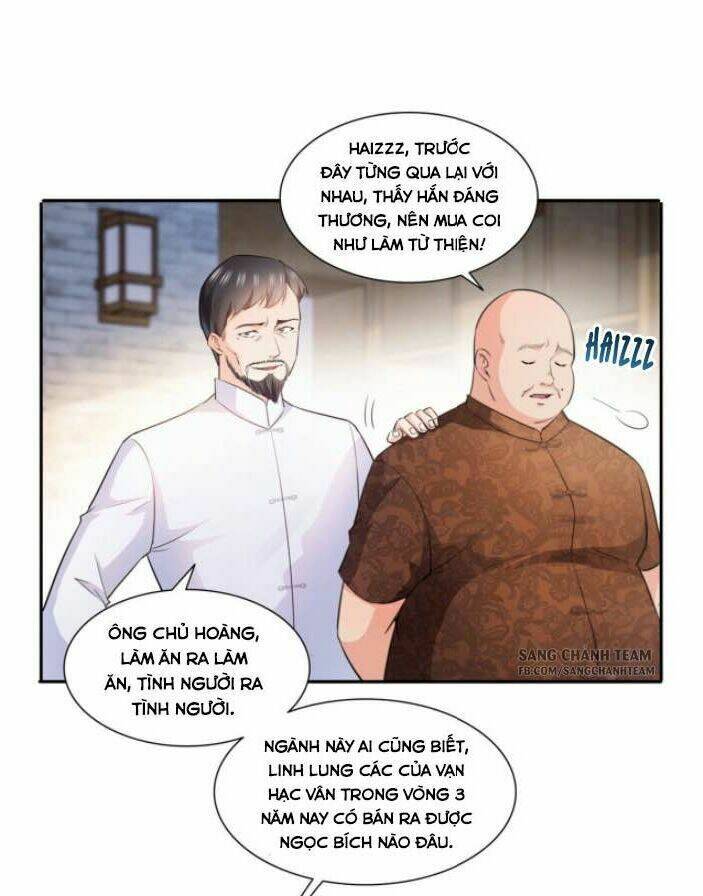 HAIZZZ, TRƯỚC
ĐÂY TỪNG QUA LẠI VỚI
NHAU, THẤY HẮN ĐÁNG
THƯƠNG, NÊN MUA COI
NHƯ LÀM TỪ THIỆN!
HAIZZZ
SANG CHANH TEAM
FB.COM/SANGCHANHTEAM
ÔNG CHỦ HOÀNG,
LÀM ĂN RA LÀM
ĂN, TÌNH NGƯỜI RA
TÌNH NGƯỜI.
NGÀNH NÀY AI CŨNG BIẾT,
LINH LUNG CÁC CỦA VẠN
HẠC VÂN TRONG VÒNG 3
NĂM NAY CÓ BÁN RA ĐƯỢC
NGỌC BÍCH NÀO ĐÂU.